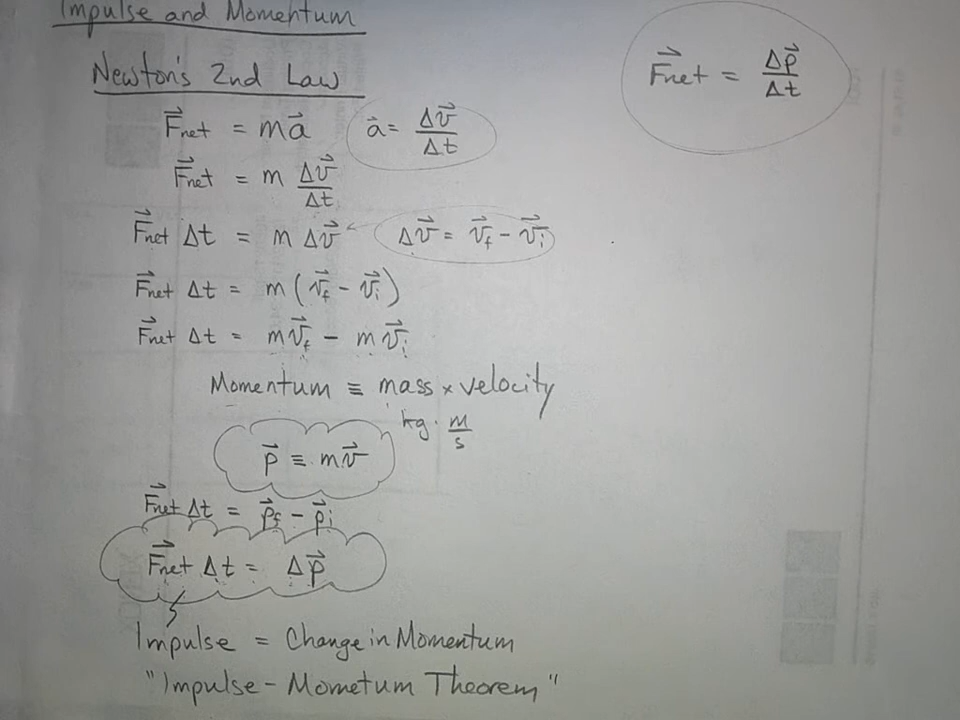 Impulse and Momentum
Newton's 2nd Law
F⃗net = ma⃗ a⃗ = Δv⃗/Δt
F⃗net = m Δv⃗/Δt
F⃗net Δt = m Δv⃗ Δv⃗ = v⃗f - v⃗i
F⃗net Δt = m(v⃗f - v⃗i)
F⃗net Δt = mv⃗f - mv⃗i
Momentum ≡ mass × velocity
kg · m/s
p⃗ ≡ mv⃗
F⃗net Δt = p⃗f - p⃗i
F⃗net Δt = Δp⃗
Impulse = Change in Momentum
"Impulse - Mometum Theorem"
F⃗net = Δp⃗/Δt